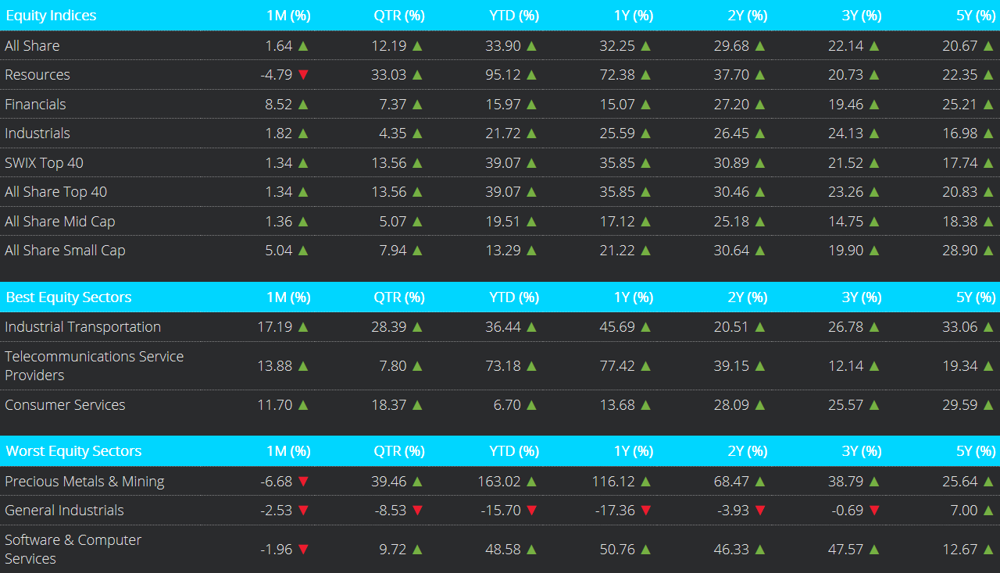 Equity Indices 1M (%) QTR (%) YTD (%) 1Y (%) 2Y (%) 3Y (%) 5Y (%)
All Share 1.64 ▲ 12.19 ▲ 33.90 ▲ 32.25 ▲ 29.68 ▲ 22.14 ▲ 20.67 ▲
Resources -4.79 ▼ 33.03 ▲ 95.12 ▲ 72.38 ▲ 37.70 ▲ 20.73 ▲ 22.35 ▲
Financials 8.52 ▲ 7.37 ▲ 15.97 ▲ 15.07 ▲ 27.20 ▲ 19.46 ▲ 25.21 ▲
Industrials 1.82 ▲ 4.35 ▲ 21.72 ▲ 25.59 ▲ 26.45 ▲ 24.13 ▲ 16.98 ▲
SWIX Top 40 1.34 ▲ 13.56 ▲ 39.07 ▲ 35.85 ▲ 30.89 ▲ 21.52 ▲ 17.74 ▲
All Share Top 40 1.34 ▲ 13.56 ▲ 39.07 ▲ 35.85 ▲ 30.46 ▲ 23.26 ▲ 20.83 ▲
All Share Mid Cap 1.36 ▲ 5.07 ▲ 19.51 ▲ 17.12 ▲ 25.18 ▲ 14.75 ▲ 18.38 ▲
All Share Small Cap 5.04 ▲ 7.94 ▲ 13.29 ▲ 21.22 ▲ 30.64 ▲ 19.90 ▲ 28.90 ▲
Best Equity Sectors 1M (%) QTR (%) YTD (%) 1Y (%) 2Y (%) 3Y (%) 5Y (%)
Industrial Transportation 17.19 ▲ 28.39 ▲ 36.44 ▲ 45.69 ▲ 20.51 ▲ 26.78 ▲ 33.06 ▲
Telecommunications Service
Providers 13.88 ▲ 7.80 ▲ 73.18 ▲ 77.42 ▲ 39.15 ▲ 12.14 ▲ 19.34 ▲
Consumer Services 11.70 ▲ 18.37 ▲ 6.70 ▲ 13.68 ▲ 28.09 ▲ 25.57 ▲ 29.59 ▲
Worst Equity Sectors 1M (%) QTR (%) YTD (%) 1Y (%) 2Y (%) 3Y (%) 5Y (%)
Precious Metals & Mining -6.68 ▼ 39.46 ▲ 163.02 ▲ 116.12 ▲ 68.47 ▲ 38.79 ▲ 25.64 ▲
General Industrials -2.53 ▼ -8.53 ▼ -15.70 ▼ -17.36 ▼ -3.93 ▼ -0.69 ▼ 7.00 ▲
Software & Computer
Services -1.96 ▼ 9.72 ▲ 48.58 ▲ 50.76 ▲ 46.33 ▲ 47.57 ▲ 12.67 ▲